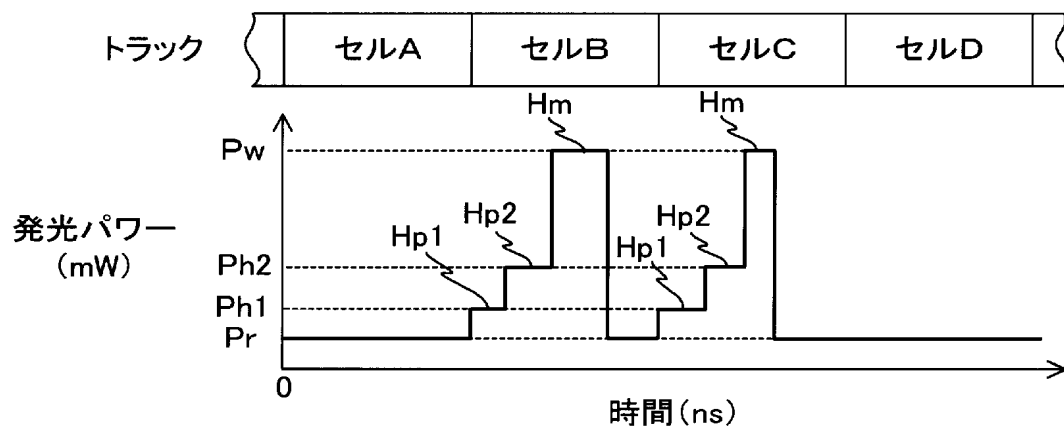 トラック セルA セルB セルC セルD
Hm Hm
Pw
発光パワー
(mW)
Hp1 Hp2 Hp1 Hp2
Ph2
Ph1
Pr
0
時間(ns)